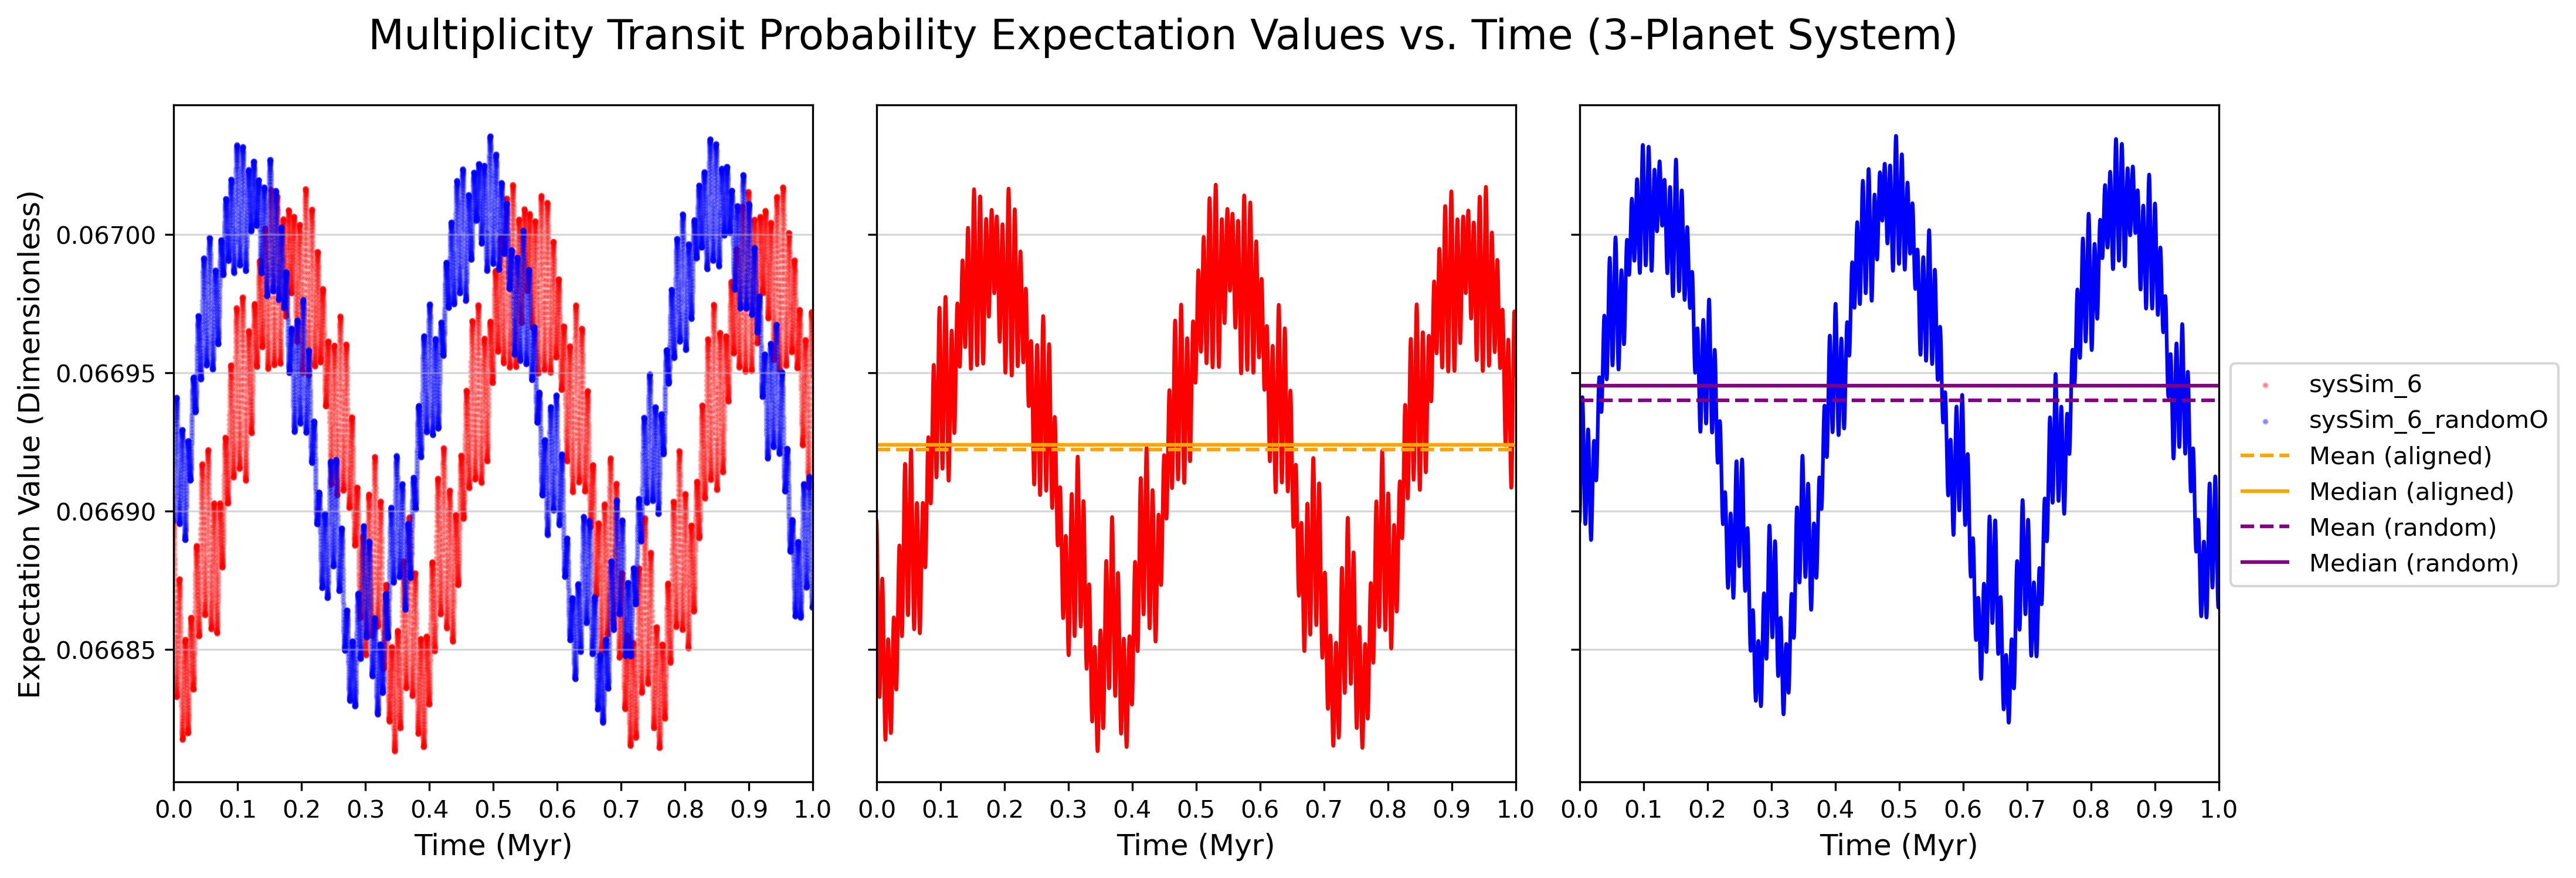 Multiplicity Transit Probability Expectation Values vs. Time (3-Planet System)
Expectation Value (Dimensionless)
0.06700
0.06695
0.06690
0.06685
0.0 0.1 0.2 0.3 0.4 0.5 0.6 0.7 0.8 0.9 1.0
Time (Myr)
0.0 0.1 0.2 0.3 0.4 0.5 0.6 0.7 0.8 0.9 1.0
Time (Myr)
0.0 0.1 0.2 0.3 0.4 0.5 0.6 0.7 0.8 0.9 1.0
Time (Myr)
sysSim_6
sysSim_6_randomO
Mean (aligned)
Median (aligned)
Mean (random)
Median (random)